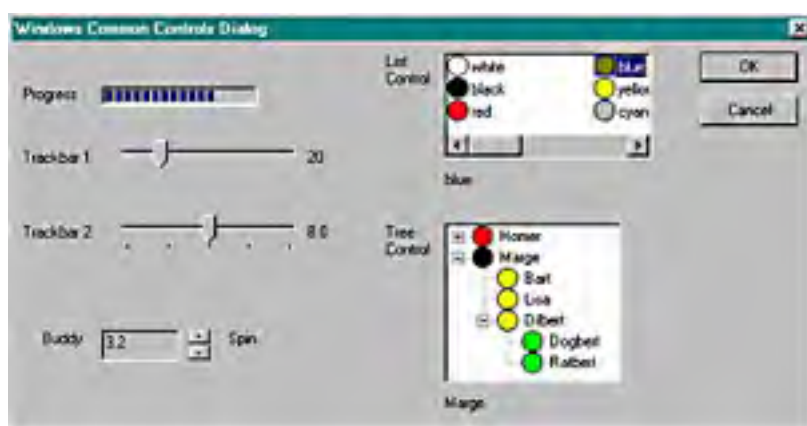 Windows Common Controls Dialog
Progress
Trackbar 1
20
Trackbar 2
8.0
Buddy
3.2
Spin
List
Control
white
black
red
blue
yellow
cyan
blue
Tree
Control
Homer
Marge
Bart
Lisa
Dilbert
Dogbert
Ratbert
Marge
OK
Cancel